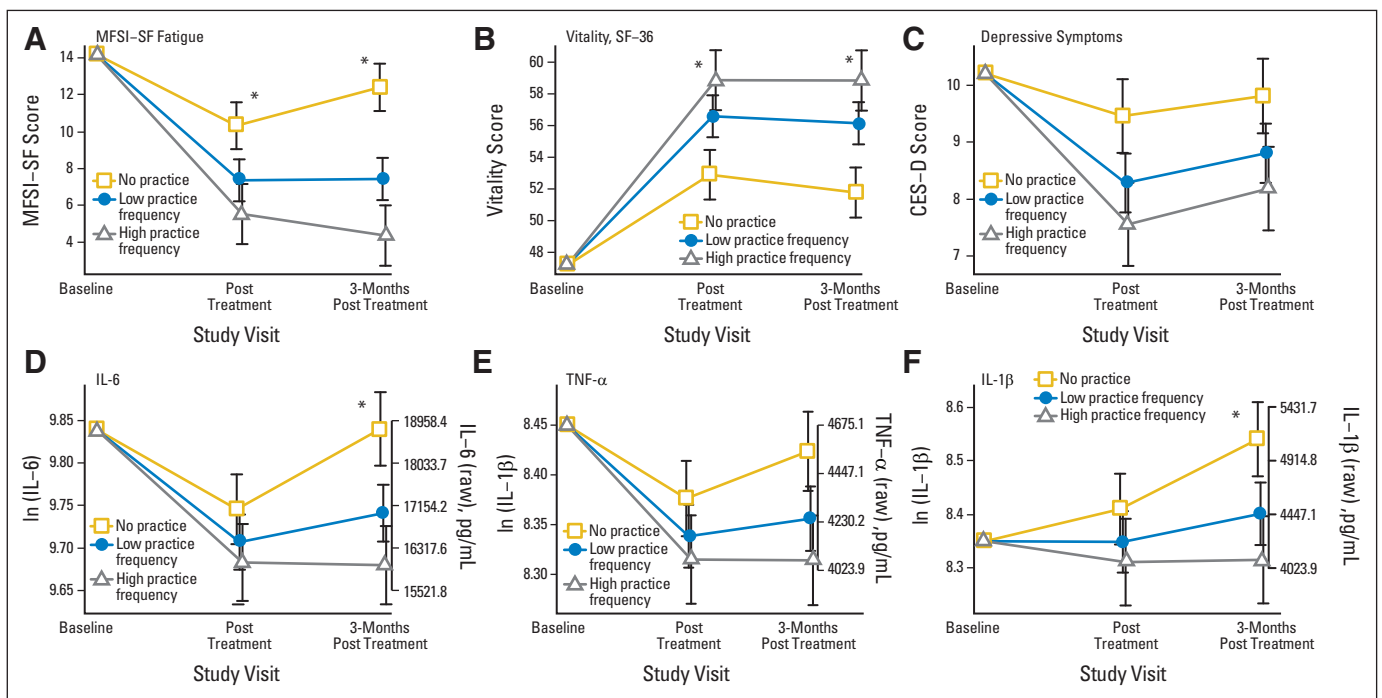 A
MFSI–SF Fatigue
MFSI–SF Score
14
12
10
8
6
4
*
*
No practice
Low practice
frequency
High practice
frequency
Baseline
Post
Treatment
3-Months
Post Treatment
Study Visit
B
Vitality, SF–36
Vitality Score
60
58
56
54
52
50
48
*
*
No practice
Low practice frequency
High practice frequency
Baseline
Post
Treatment
3-Months
Post Treatment
Study Visit
C
Depressive Symptoms
CES–D Score
10
9
8
7
No practice
Low practice
frequency
High practice
frequency
Baseline
Post
Treatment
3-Months
Post Treatment
Study Visit
D
IL-6
ln (IL–6)
9.85
9.80
9.75
9.70
9.65
*
No practice
Low practice
frequency
High practice
frequency
18958.4
18033.7
17154.2
16317.6
15521.8
IL–6 (raw), pg/mL
Baseline
Post
Treatment
3-Months
Post Treatment
Study Visit
E
TNF-α
ln (IL–1β)
8.45
8.40
8.35
8.30
No practice
Low practice
frequency
High practice
frequency
4675.1
4447.1
4230.2
4023.9
TNF–α (raw), pg/mL
Baseline
Post
Treatment
3-Months
Post Treatment
Study Visit
F
IL-1β
ln (IL–1β)
8.6
8.5
8.4
8.3
No practice
Low practice frequency
High practice frequency
*
5431.7
4914.8
4447.1
4023.9
IL–1β (raw) ,pg/mL
Baseline
Post
Treatment
3-Months
Post Treatment
Study Visit